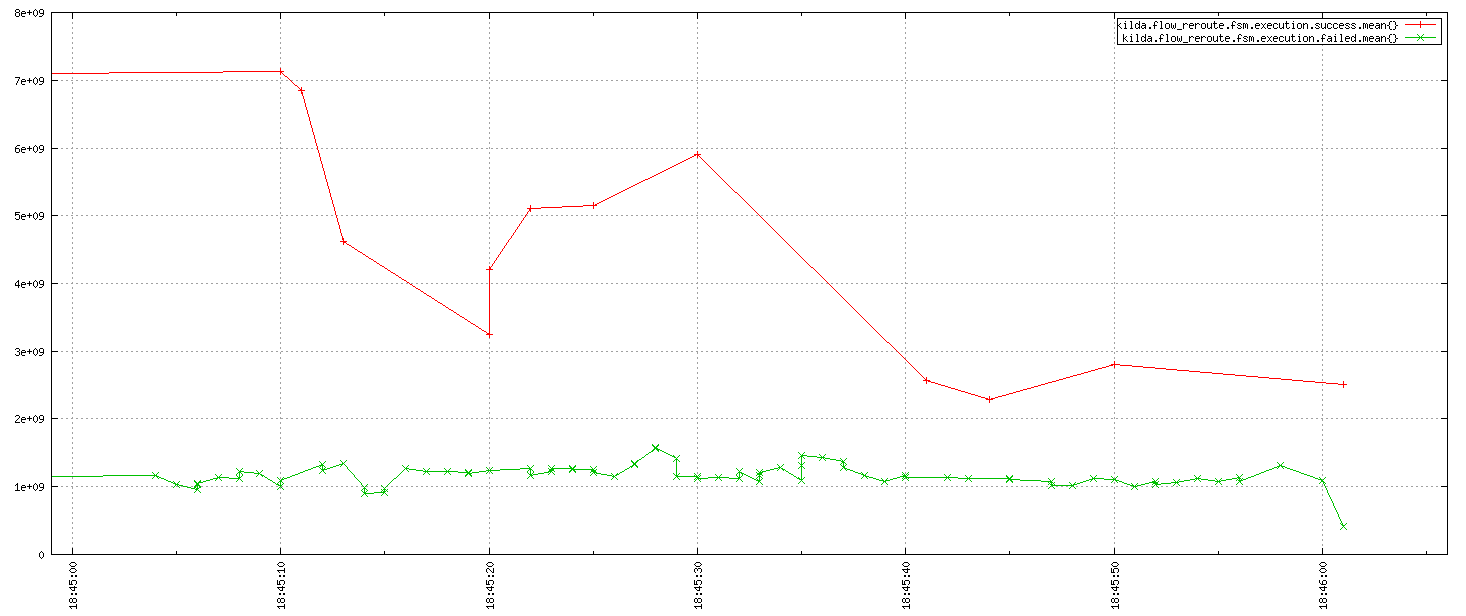 8e+09
kilda.flow_reroute.fsm.execution.success.mean{}
kilda.flow_reroute.fsm.execution.failed.mean{}
7e+09
6e+09
5e+09
4e+09
3e+09
2e+09
1e+09
0
18:45:00
18:45:10
18:45:20
18:45:30
18:45:40
18:45:50
18:46:00